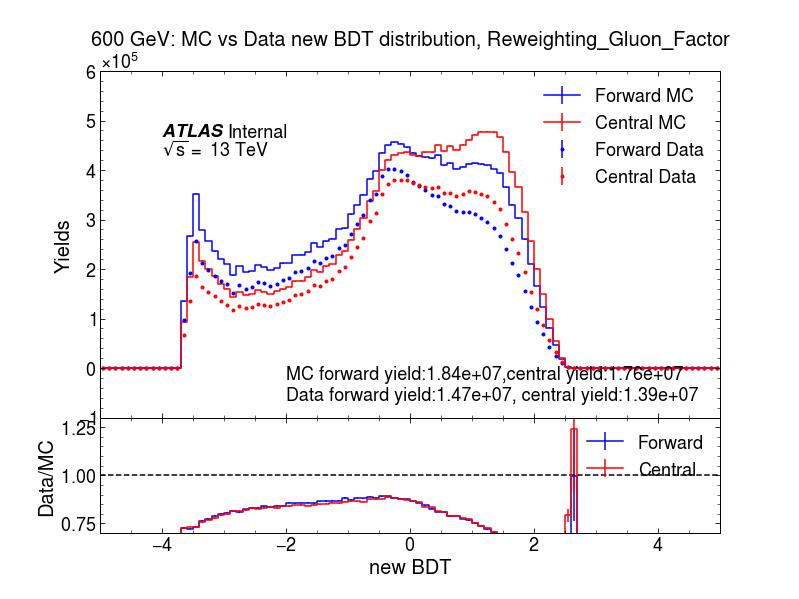 600 GeV: MC vs Data new BDT distribution, Reweighting_Gluon_Factor
×10⁵
6
5
4
3
2
1
0
−1
Yields
ATLAS Internal
√s = 13 TeV
Forward MC
Central MC
Forward Data
Central Data
MC forward yield:1.84e+07,central yield:1.76e+07
Data forward yield:1.47e+07, central yield:1.39e+07
1.25
1.00
0.75
Data/MC
Forward
Central
−4 −2 0 2 4
new BDT